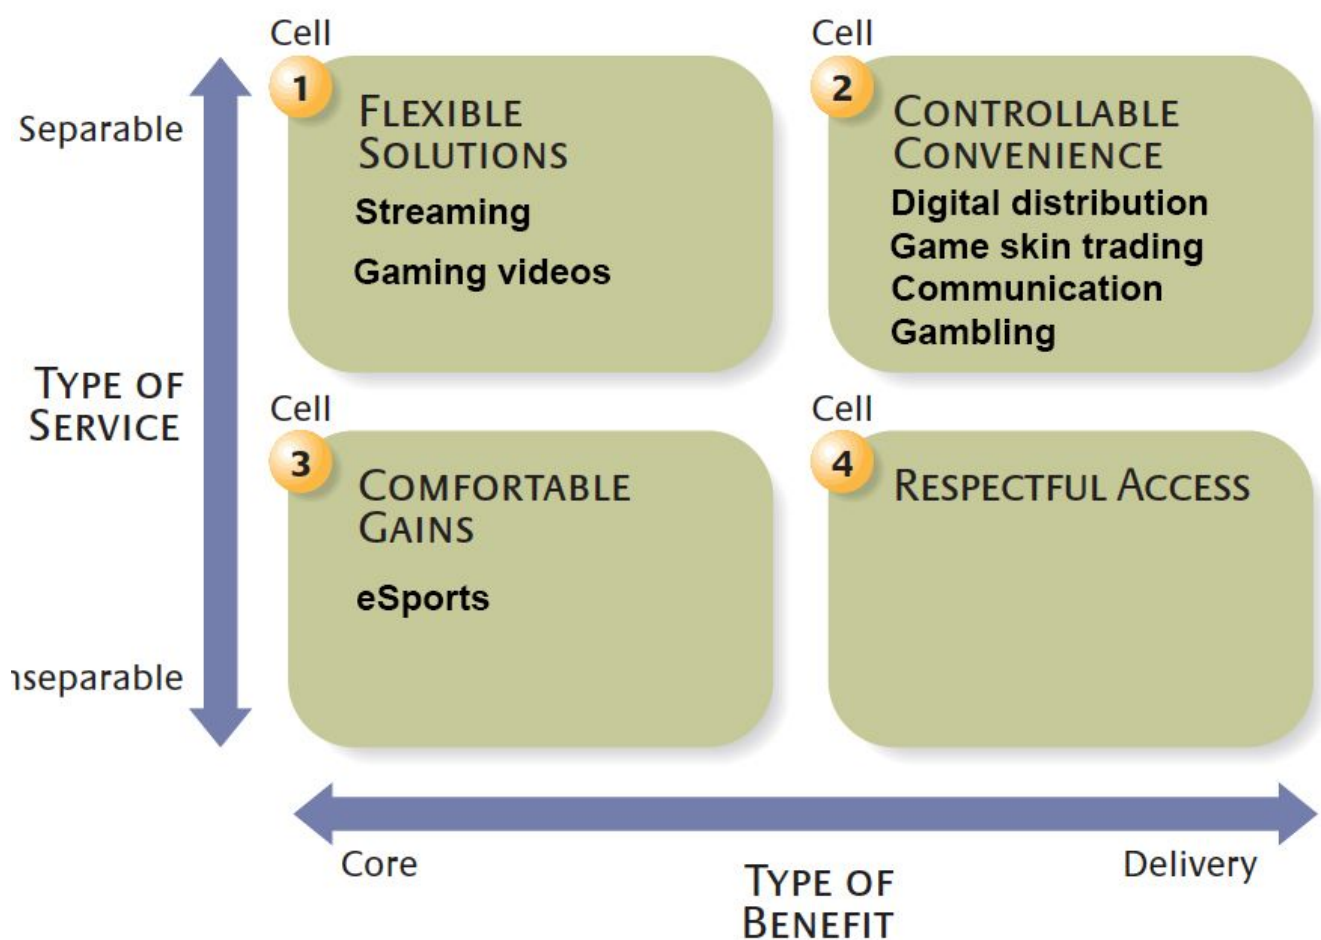 Cell
1
FLEXIBLE
SOLUTIONS
Streaming
Gaming videos
Cell
2
CONTROLLABLE
CONVENIENCE
Digital distribution
Game skin trading
Communication
Gambling
Separable
TYPE OF
SERVICE
nseparable
Cell
3
COMFORTABLE
GAINS
eSports
Cell
4
RESPECTFUL ACCESS
Core
Delivery
TYPE OF
BENEFIT